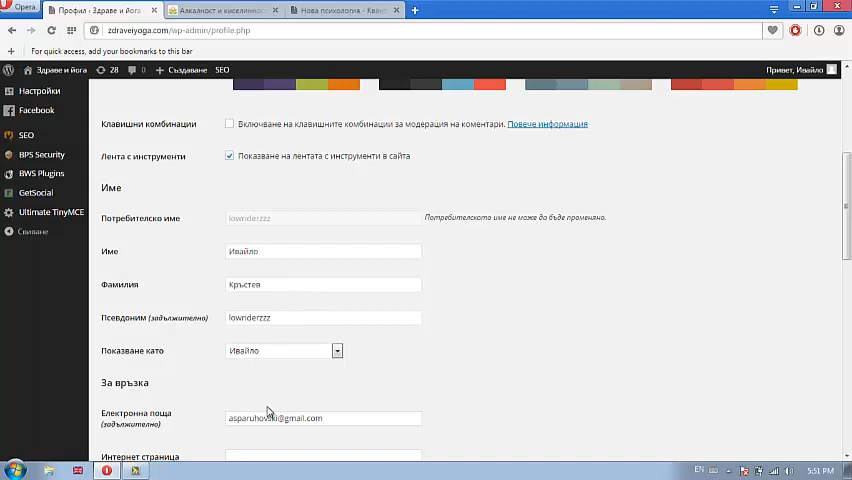 Opera
Профил ‹ Здраве и йога
Алкалност и киселиннос
Нова психология - Квант
zdraveiyoga.com/wp-admin/profile.php
For quick access, add your bookmarks to this bar
Здраве и йога 28 0 Създаване SEO Привет, Ивайло
Настройки
Facebook
SEO
BPS Security
BWS Plugins
GetSocial
Ultimate TinyMCE
Свиване
Клавишни комбинации Включване на клавишните комбинации за модерация на коментари. Повече информация
Лента с инструменти Показване на лентата с инструменти в сайта
Име
Потребителско име lowriderzzz Потребителското име не може да бъде променяно.
Име Ивайло
Фамилия Кръстев
Псевдоним (задължително) lowriderzzz
Показване като Ивайло
За връзка
Електронна поща
(задължително) asparuhovski@gmail.com
Интернет страница
EN 5:51 PM